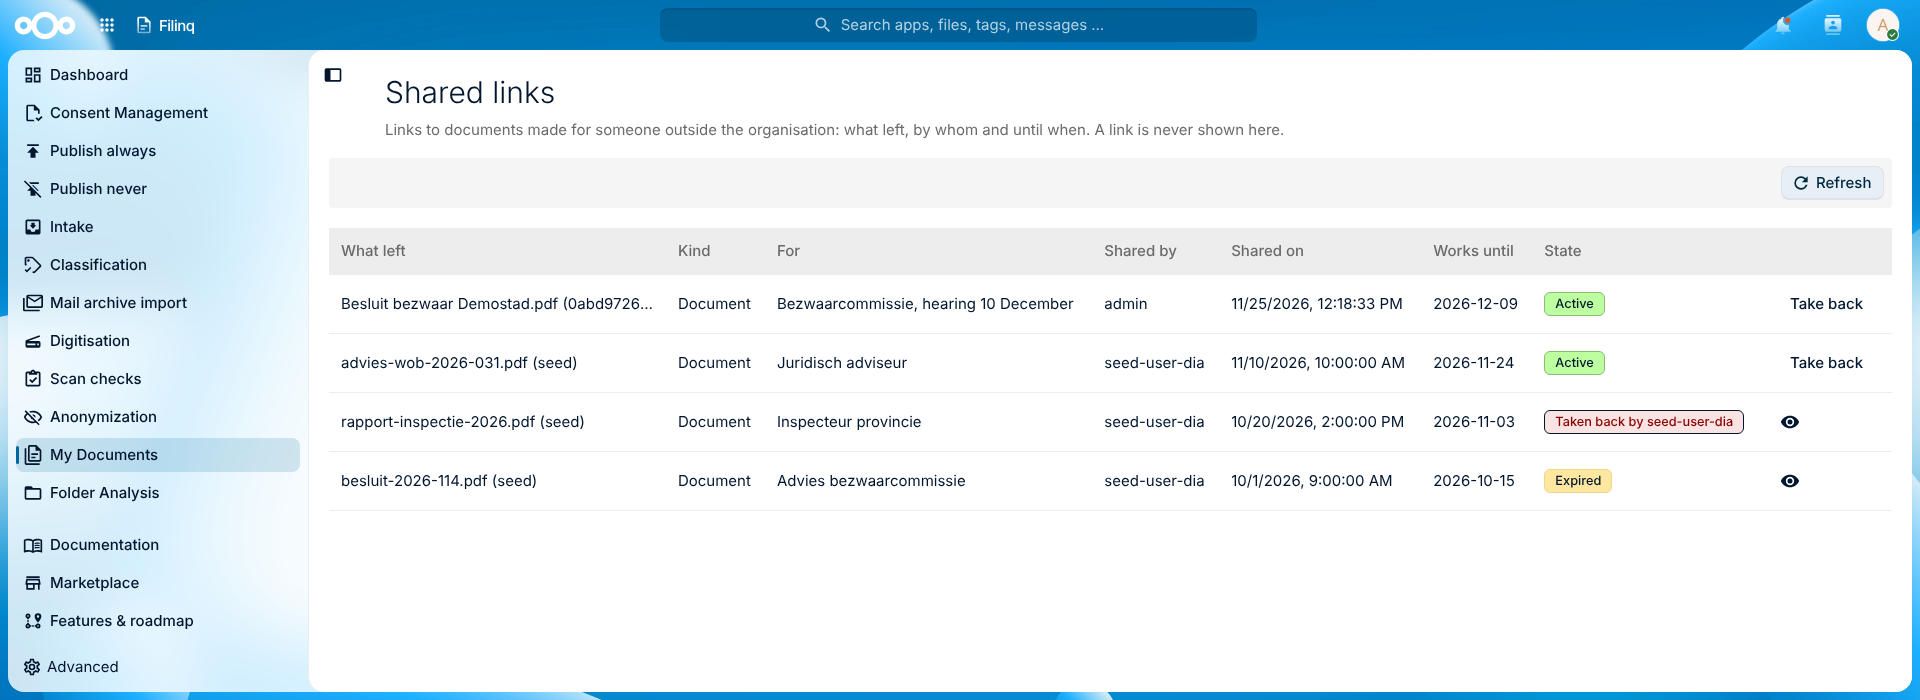 Filinq
Search apps, files, tags, messages ...
A
Dashboard
Consent Management
Publish always
Publish never
Intake
Classification
Mail archive import
Digitisation
Scan checks
Anonymization
My Documents
Folder Analysis
Documentation
Marketplace
Features & roadmap
Advanced
Shared links
Links to documents made for someone outside the organisation: what left, by whom and until when. A link is never shown here.
Refresh
What left Kind For Shared by Shared on Works until State
Besluit bezwaar Demostad.pdf (0abd9726... Document Bezwaarcommissie, hearing 10 December admin 11/25/2026, 12:18:33 PM 2026-12-09 Active Take back
advies-wob-2026-031.pdf (seed) Document Juridisch adviseur seed-user-dia 11/10/2026, 10:00:00 AM 2026-11-24 Active Take back
rapport-inspectie-2026.pdf (seed) Document Inspecteur provincie seed-user-dia 10/20/2026, 2:00:00 PM 2026-11-03 Taken back by seed-user-dia
besluit-2026-114.pdf (seed) Document Advies bezwaarcommissie seed-user-dia 10/1/2026, 9:00:00 AM 2026-10-15 Expired